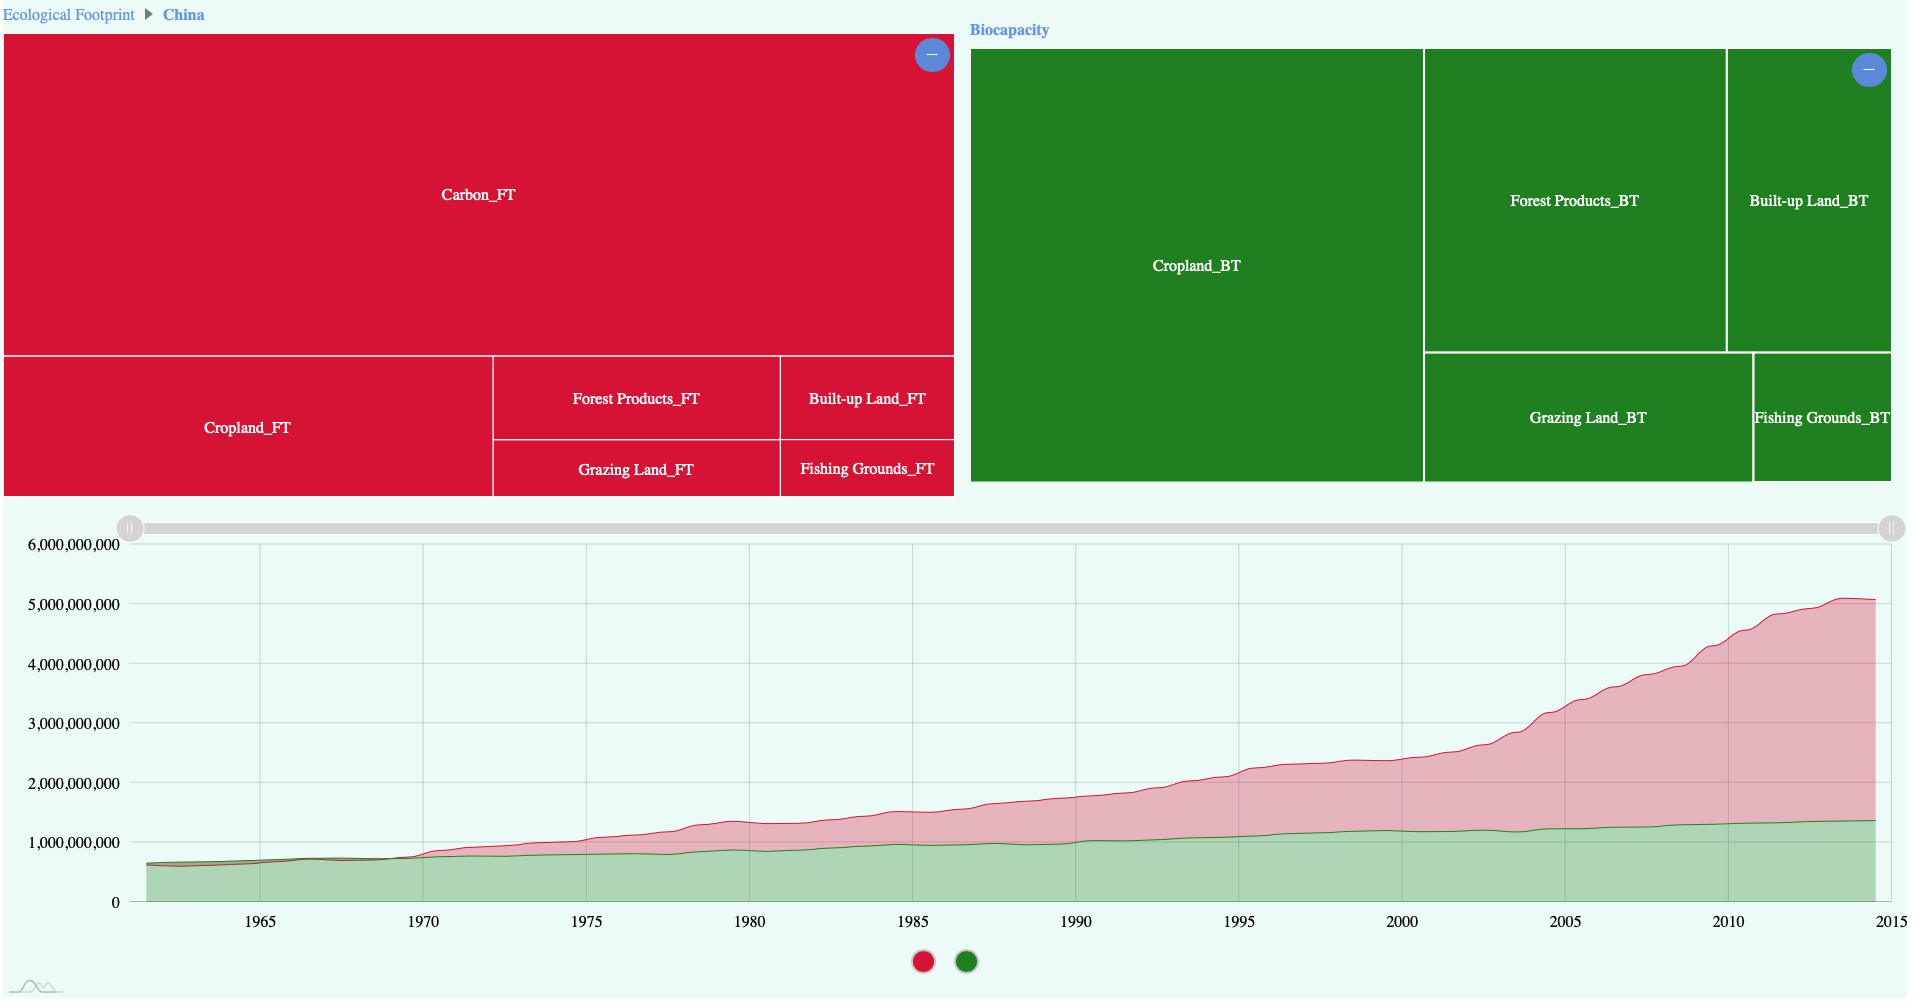 Ecological Footprint China
Biocapacity
Carbon_FT
Cropland_FT
Forest Products_FT
Built-up Land_FT
Grazing Land_FT
Fishing Grounds_FT
Cropland_BT
Forest Products_BT
Built-up Land_BT
Grazing Land_BT
Fishing Grounds_BT
6,000,000,000
5,000,000,000
4,000,000,000
3,000,000,000
2,000,000,000
1,000,000,000
0
1965 1970 1975 1980 1985 1990 1995 2000 2005 2010 2015